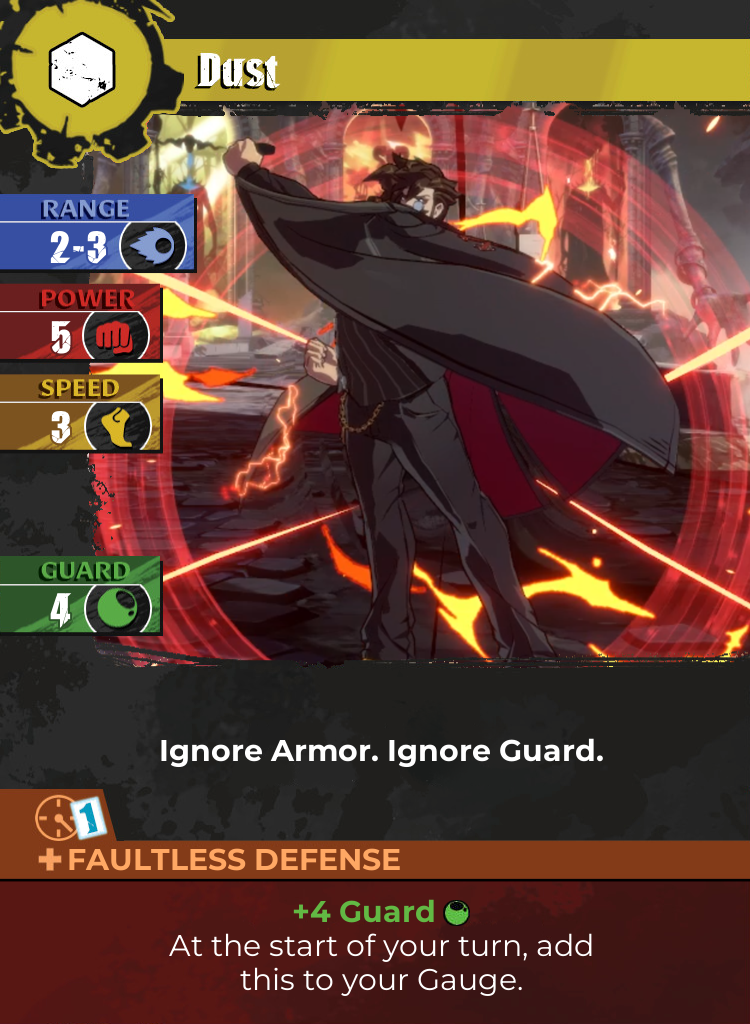 Dust
RANGE
2-3
POWER
5
SPEED
3
GUARD
4
Ignore Armor. Ignore Guard.
1
+ FAULTLESS DEFENSE
+4 Guard
At the start of your turn, add
this to your Gauge.